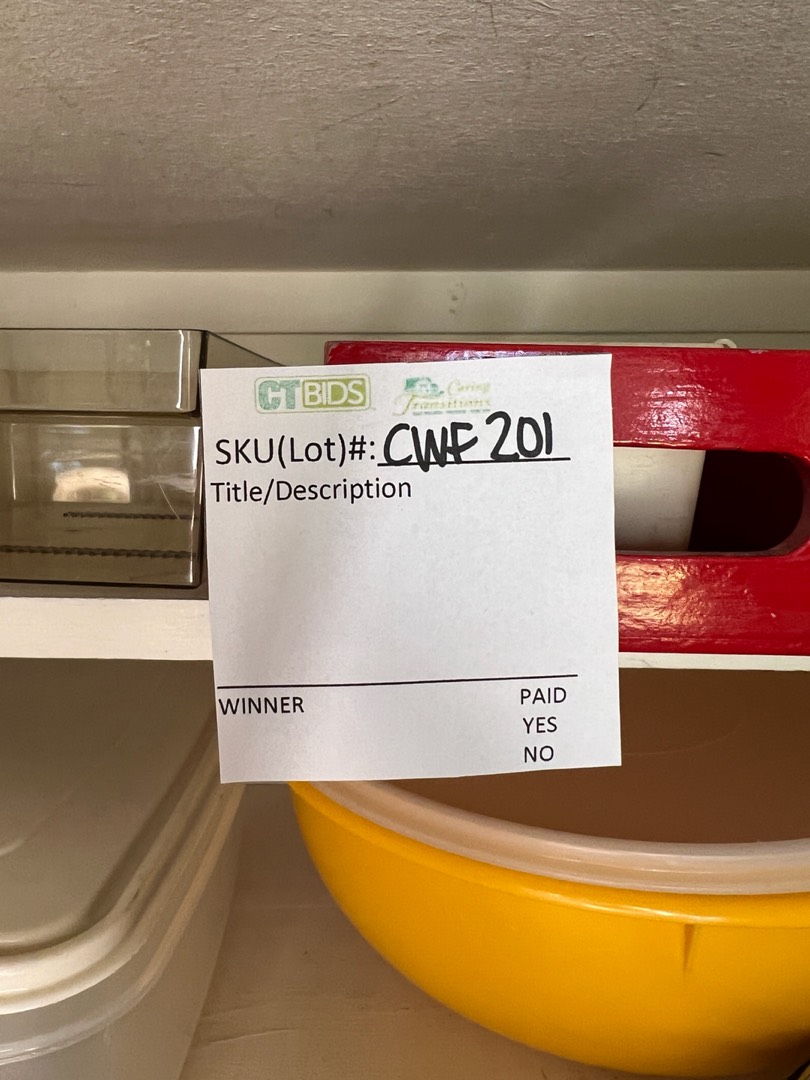 CTBIDS Caring
Transitions
SKU(Lot)#: CWF 201
Title/Description
WINNER PAID
YES
NO